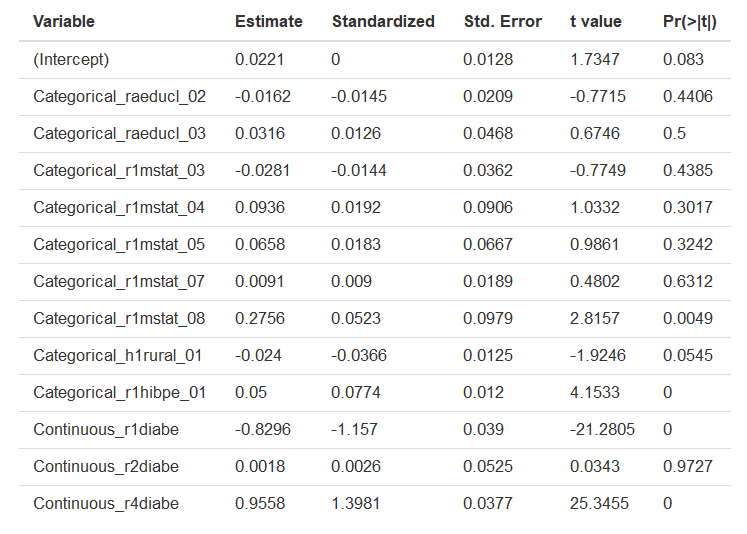 Variable Estimate Standardized Std. Error t value Pr(>|t|)
(Intercept) 0.0221 0 0.0128 1.7347 0.083
Categorical_raeducl_02 -0.0162 -0.0145 0.0209 -0.7715 0.4406
Categorical_raeducl_03 0.0316 0.0126 0.0468 0.6746 0.5
Categorical_r1mstat_03 -0.0281 -0.0144 0.0362 -0.7749 0.4385
Categorical_r1mstat_04 0.0936 0.0192 0.0906 1.0332 0.3017
Categorical_r1mstat_05 0.0658 0.0183 0.0667 0.9861 0.3242
Categorical_r1mstat_07 0.0091 0.009 0.0189 0.4802 0.6312
Categorical_r1mstat_08 0.2756 0.0523 0.0979 2.8157 0.0049
Categorical_h1rural_01 -0.024 -0.0366 0.0125 -1.9246 0.0545
Categorical_r1hibpe_01 0.05 0.0774 0.012 4.1533 0
Continuous_r1diabe -0.8296 -1.157 0.039 -21.2805 0
Continuous_r2diabe 0.0018 0.0026 0.0525 0.0343 0.9727
Continuous_r4diabe 0.9558 1.3981 0.0377 25.3455 0